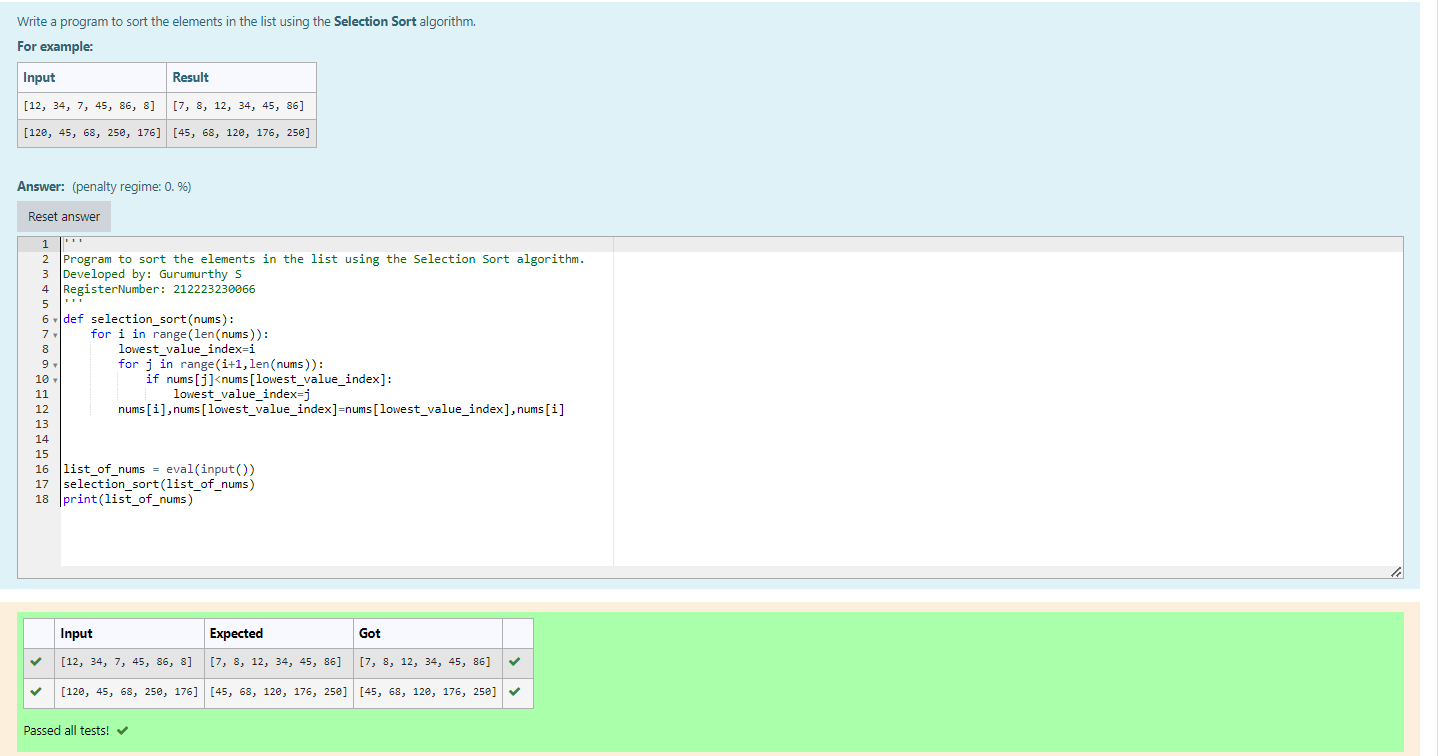 Write a program to sort the elements in the list using the Selection Sort algorithm.
For example:
Input Result
[12, 34, 7, 45, 86, 8] [7, 8, 12, 34, 45, 86]
[120, 45, 68, 250, 176] [45, 68, 120, 176, 250]
Answer: (penalty regime: 0. %)
Reset answer
1 '''
2 Program to sort the elements in the list using the Selection Sort algorithm.
3 Developed by: Gurumurthy S
4 RegisterNumber: 212223230066
5 '''
6 def selection_sort(nums):
7     for i in range(len(nums)):
8         lowest_value_index=i
9         for j in range(i+1,len(nums)):
10             if nums[j]<nums[lowest_value_index]:
11                 lowest_value_index=j
12         nums[i],nums[lowest_value_index]=nums[lowest_value_index],nums[i]
13
14
15
16 list_of_nums = eval(input())
17 selection_sort(list_of_nums)
18 print(list_of_nums)
Input Expected Got
[12, 34, 7, 45, 86, 8] [7, 8, 12, 34, 45, 86] [7, 8, 12, 34, 45, 86]
[120, 45, 68, 250, 176] [45, 68, 120, 176, 250] [45, 68, 120, 176, 250]
Passed all tests!